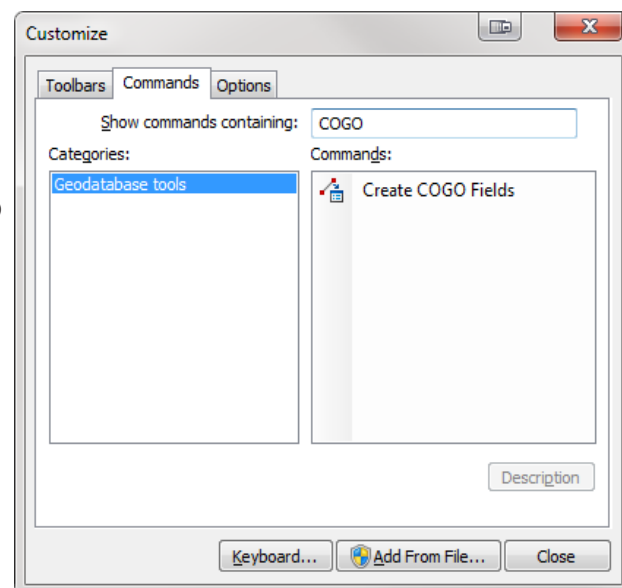 Customize
Toolbars Commands Options
Show commands containing: COGO
Categories: Commands:
Geodatabase tools Create COGO Fields
Description
Keyboard... Add From File... Close